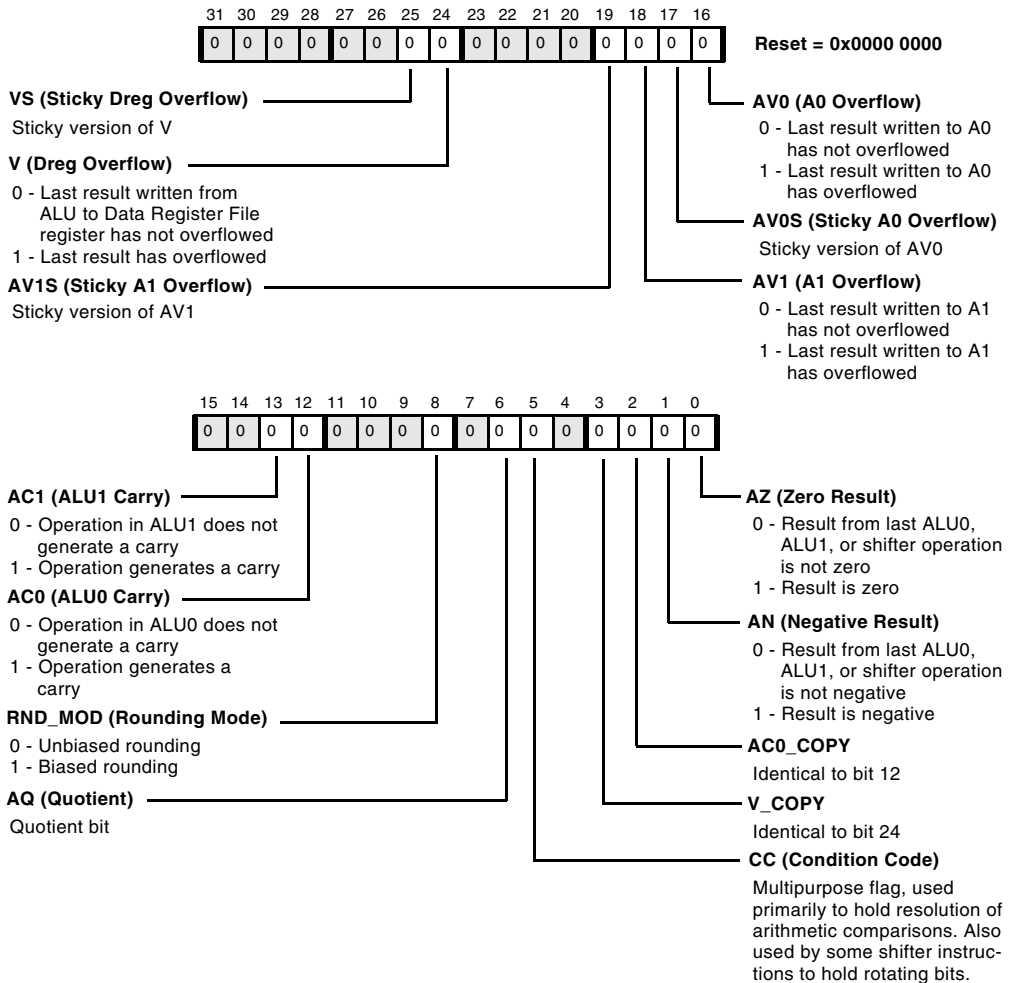 31 30 29 28 27 26 25 24 23 22 21 20 19 18 17 16
0 0 0 0 0 0 0 0 0 0 0 0 0 0 0 0
Reset = 0x0000 0000
VS (Sticky Dreg Overflow)
Sticky version of V
V (Dreg Overflow)
0 - Last result written from
ALU to Data Register File
register has not overflowed
1 - Last result has overflowed
AV1S (Sticky A1 Overflow)
Sticky version of AV1
AV0 (A0 Overflow)
0 - Last result written to A0
has not overflowed
1 - Last result written to A0
has overflowed
AV0S (Sticky A0 Overflow)
Sticky version of AV0
AV1 (A1 Overflow)
0 - Last result written to A1
has not overflowed
1 - Last result written to A1
has overflowed
15 14 13 12 11 10 9 8 7 6 5 4 3 2 1 0
0 0 0 0 0 0 0 0 0 0 0 0 0 0 0 0
AC1 (ALU1 Carry)
0 - Operation in ALU1 does not
generate a carry
1 - Operation generates a carry
AC0 (ALU0 Carry)
0 - Operation in ALU0 does not
generate a carry
1 - Operation generates a
carry
RND_MOD (Rounding Mode)
0 - Unbiased rounding
1 - Biased rounding
AQ (Quotient)
Quotient bit
AZ (Zero Result)
0 - Result from last ALU0,
ALU1, or shifter operation
is not zero
1 - Result is zero
AN (Negative Result)
0 - Result from last ALU0,
ALU1, or shifter operation
is not negative
1 - Result is negative
AC0_COPY
Identical to bit 12
V_COPY
Identical to bit 24
CC (Condition Code)
Multipurpose flag, used
primarily to hold resolution of
arithmetic comparisons. Also
used by some shifter instruc-
tions to hold rotating bits.